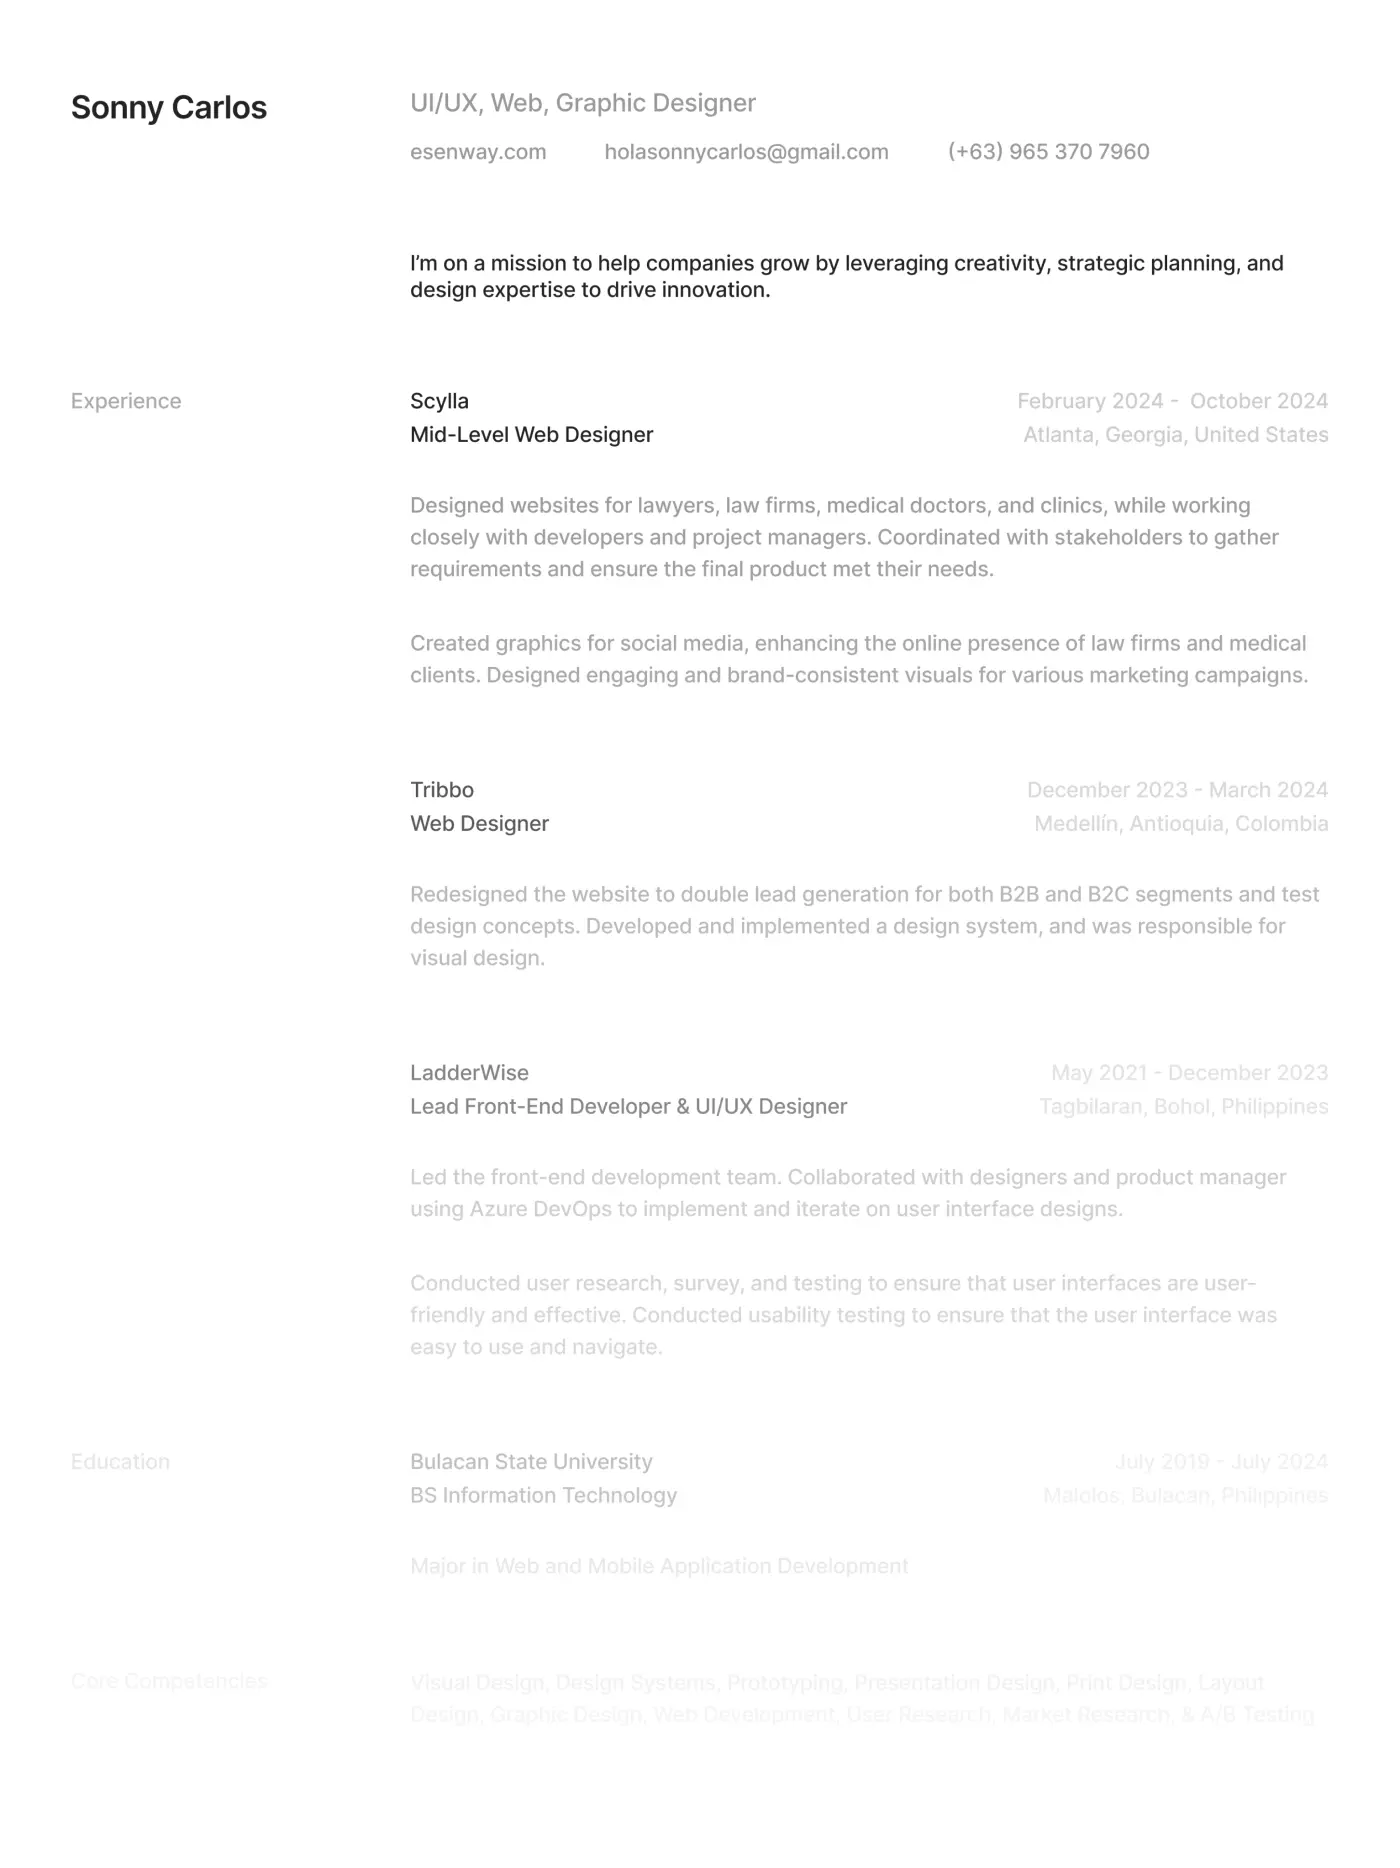 Sonny Carlos
UI/UX, Web, Graphic Designer
esenway.com holasonnycarlos@gmail.com (+63) 965 370 7960
I’m on a mission to help companies grow by leveraging creativity, strategic planning, and
design expertise to drive innovation.
Experience
Scylla February 2024 - October 2024
Mid-Level Web Designer Atlanta, Georgia, United States
Designed websites for lawyers, law firms, medical doctors, and clinics, while working
closely with developers and project managers. Coordinated with stakeholders to gather
requirements and ensure the final product met their needs.
Created graphics for social media, enhancing the online presence of law firms and medical
clients. Designed engaging and brand-consistent visuals for various marketing campaigns.
Tribbo December 2023 - March 2024
Web Designer Medellín, Antioquia, Colombia
Redesigned the website to double lead generation for both B2B and B2C segments and test
design concepts. Developed and implemented a design system, and was responsible for
visual design.
LadderWise May 2021 - December 2023
Lead Front-End Developer & UI/UX Designer Tagbilaran, Bohol, Philippines
Led the front-end development team. Collaborated with designers and product manager
using Azure DevOps to implement and iterate on user interface designs.
Conducted user research, survey, and testing to ensure that user interfaces are user-
friendly and effective. Conducted usability testing to ensure that the user interface was
easy to use and navigate.
Education
Bulacan State University July 2019 - July 2024
BS Information Technology Malolos, Bulacan, Philippines
Major in Web and Mobile Application Development
Core Competencies
Visual Design, Design Systems, Prototyping, Presentation Design, Print Design, Layout
Design, Graphic Design, Web Development, User Research, Market Research, & A/B Testing